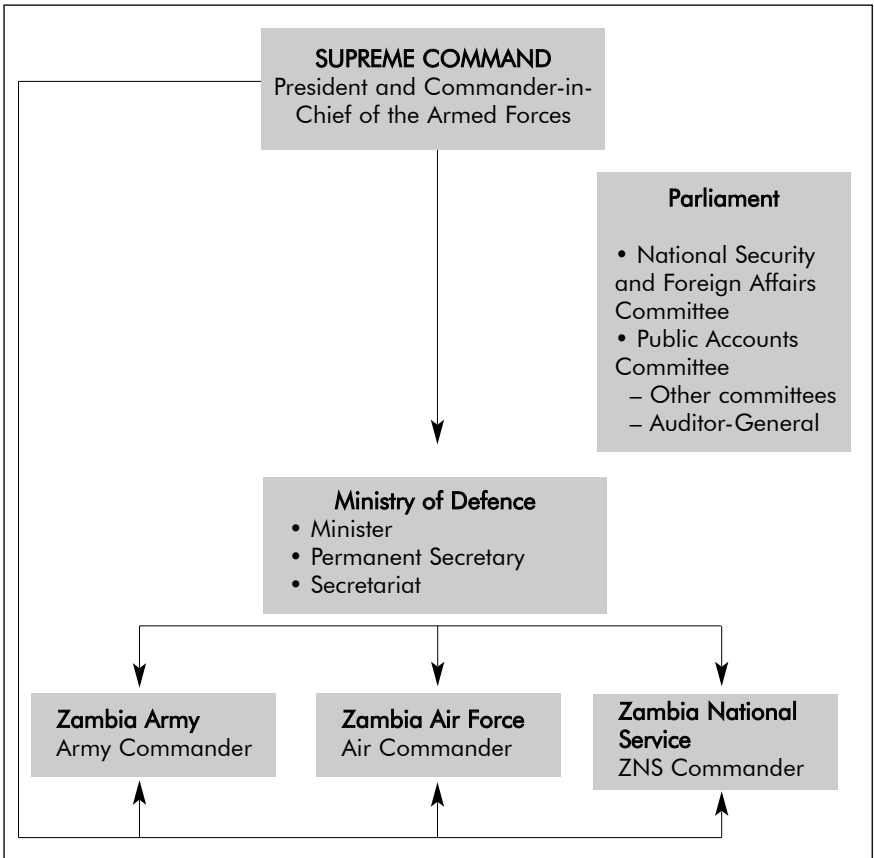 SUPREME COMMAND
President and Commander-in-
Chief of the Armed Forces
Parliament
• National Security
and Foreign Affairs
Committee
• Public Accounts
Committee
– Other committees
– Auditor-General
Ministry of Defence
• Minister
• Permanent Secretary
• Secretariat
Zambia Army
Army Commander
Zambia Air Force
Air Commander
Zambia National
Service
ZNS Commander